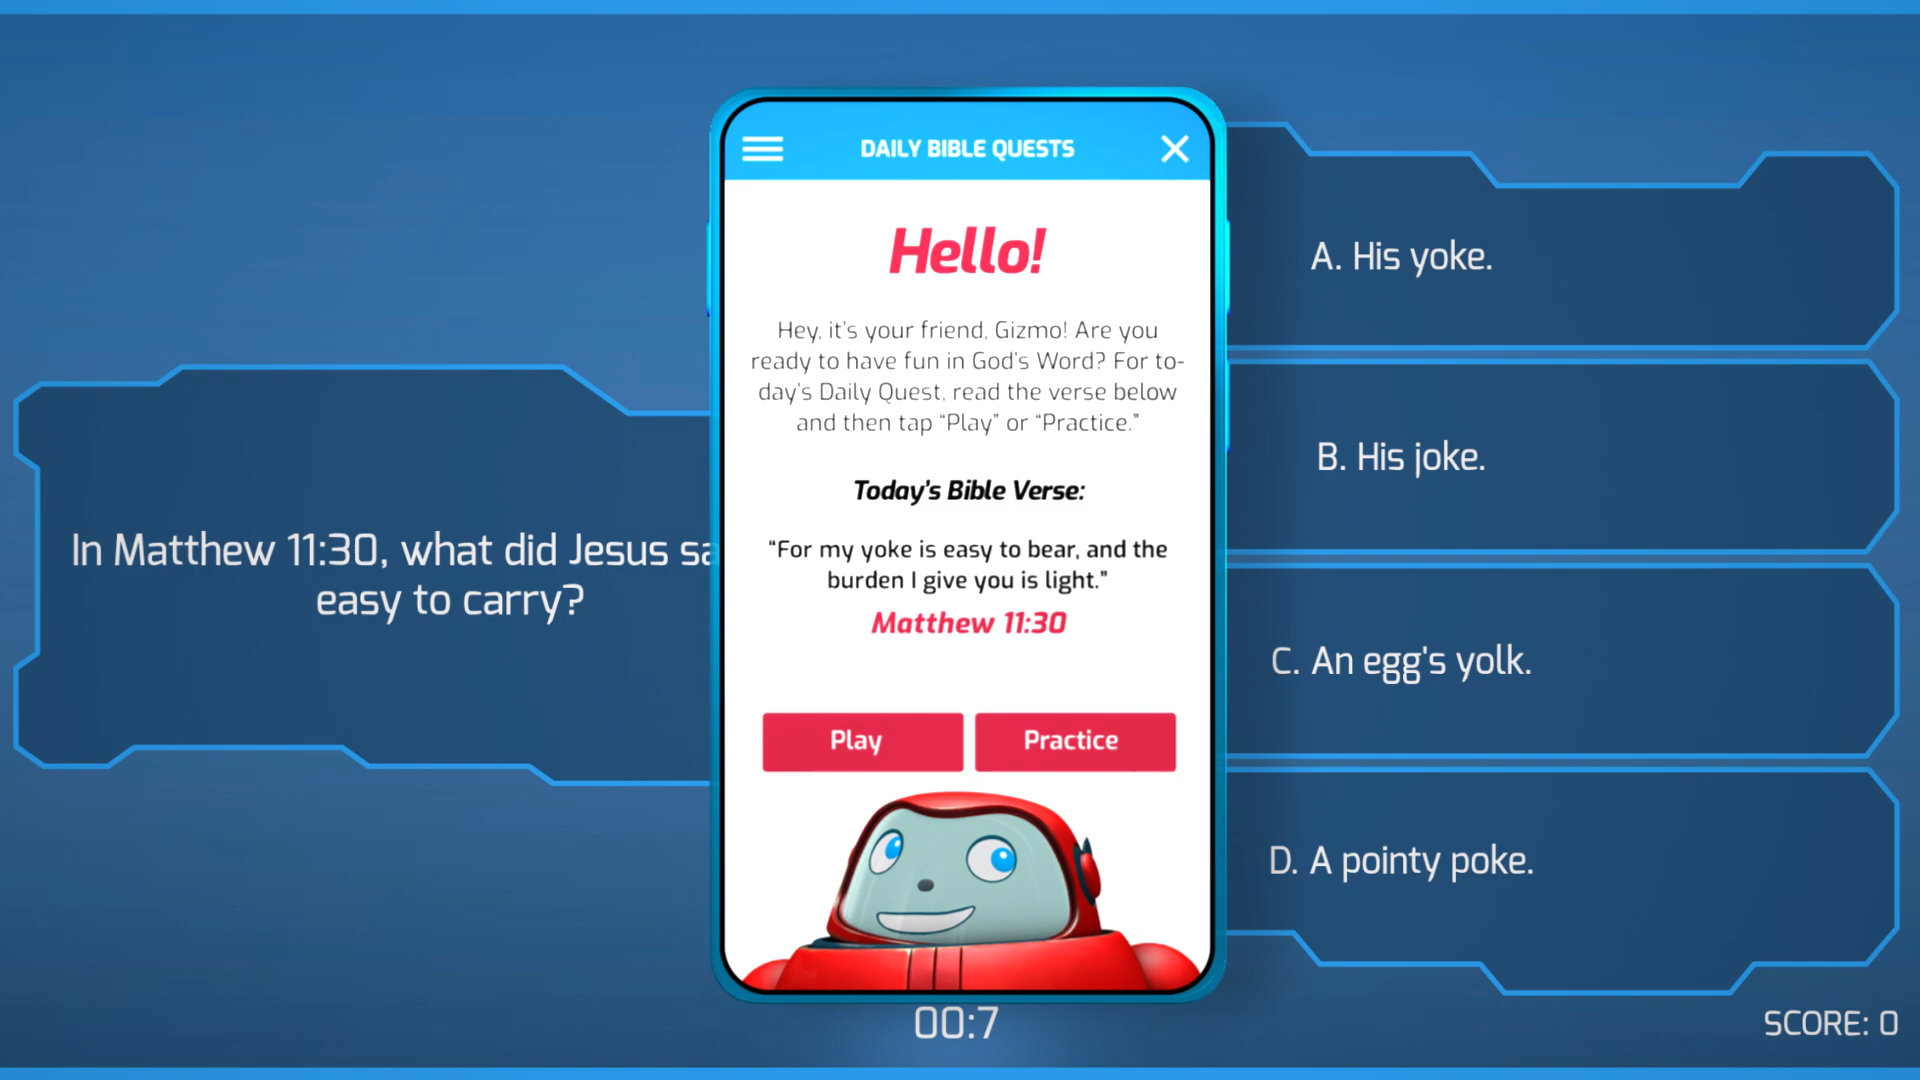 DAILY BIBLE QUESTS
Hello!
Hey, it's your friend, Gizmo! Are you
ready to have fun in God's Word? For to-
day's Daily Quest, read the verse below
and then tap “Play” or “Practice.”
Today's Bible Verse:
“For my yoke is easy to bear, and the
burden I give you is light.”
Matthew 11:30
Play
Practice
In Matthew 11:30, what did Jesus
easy to carry?
A. His yoke.
B. His joke.
C. An egg's yolk.
D. A pointy poke.
00:7
SCORE: 0